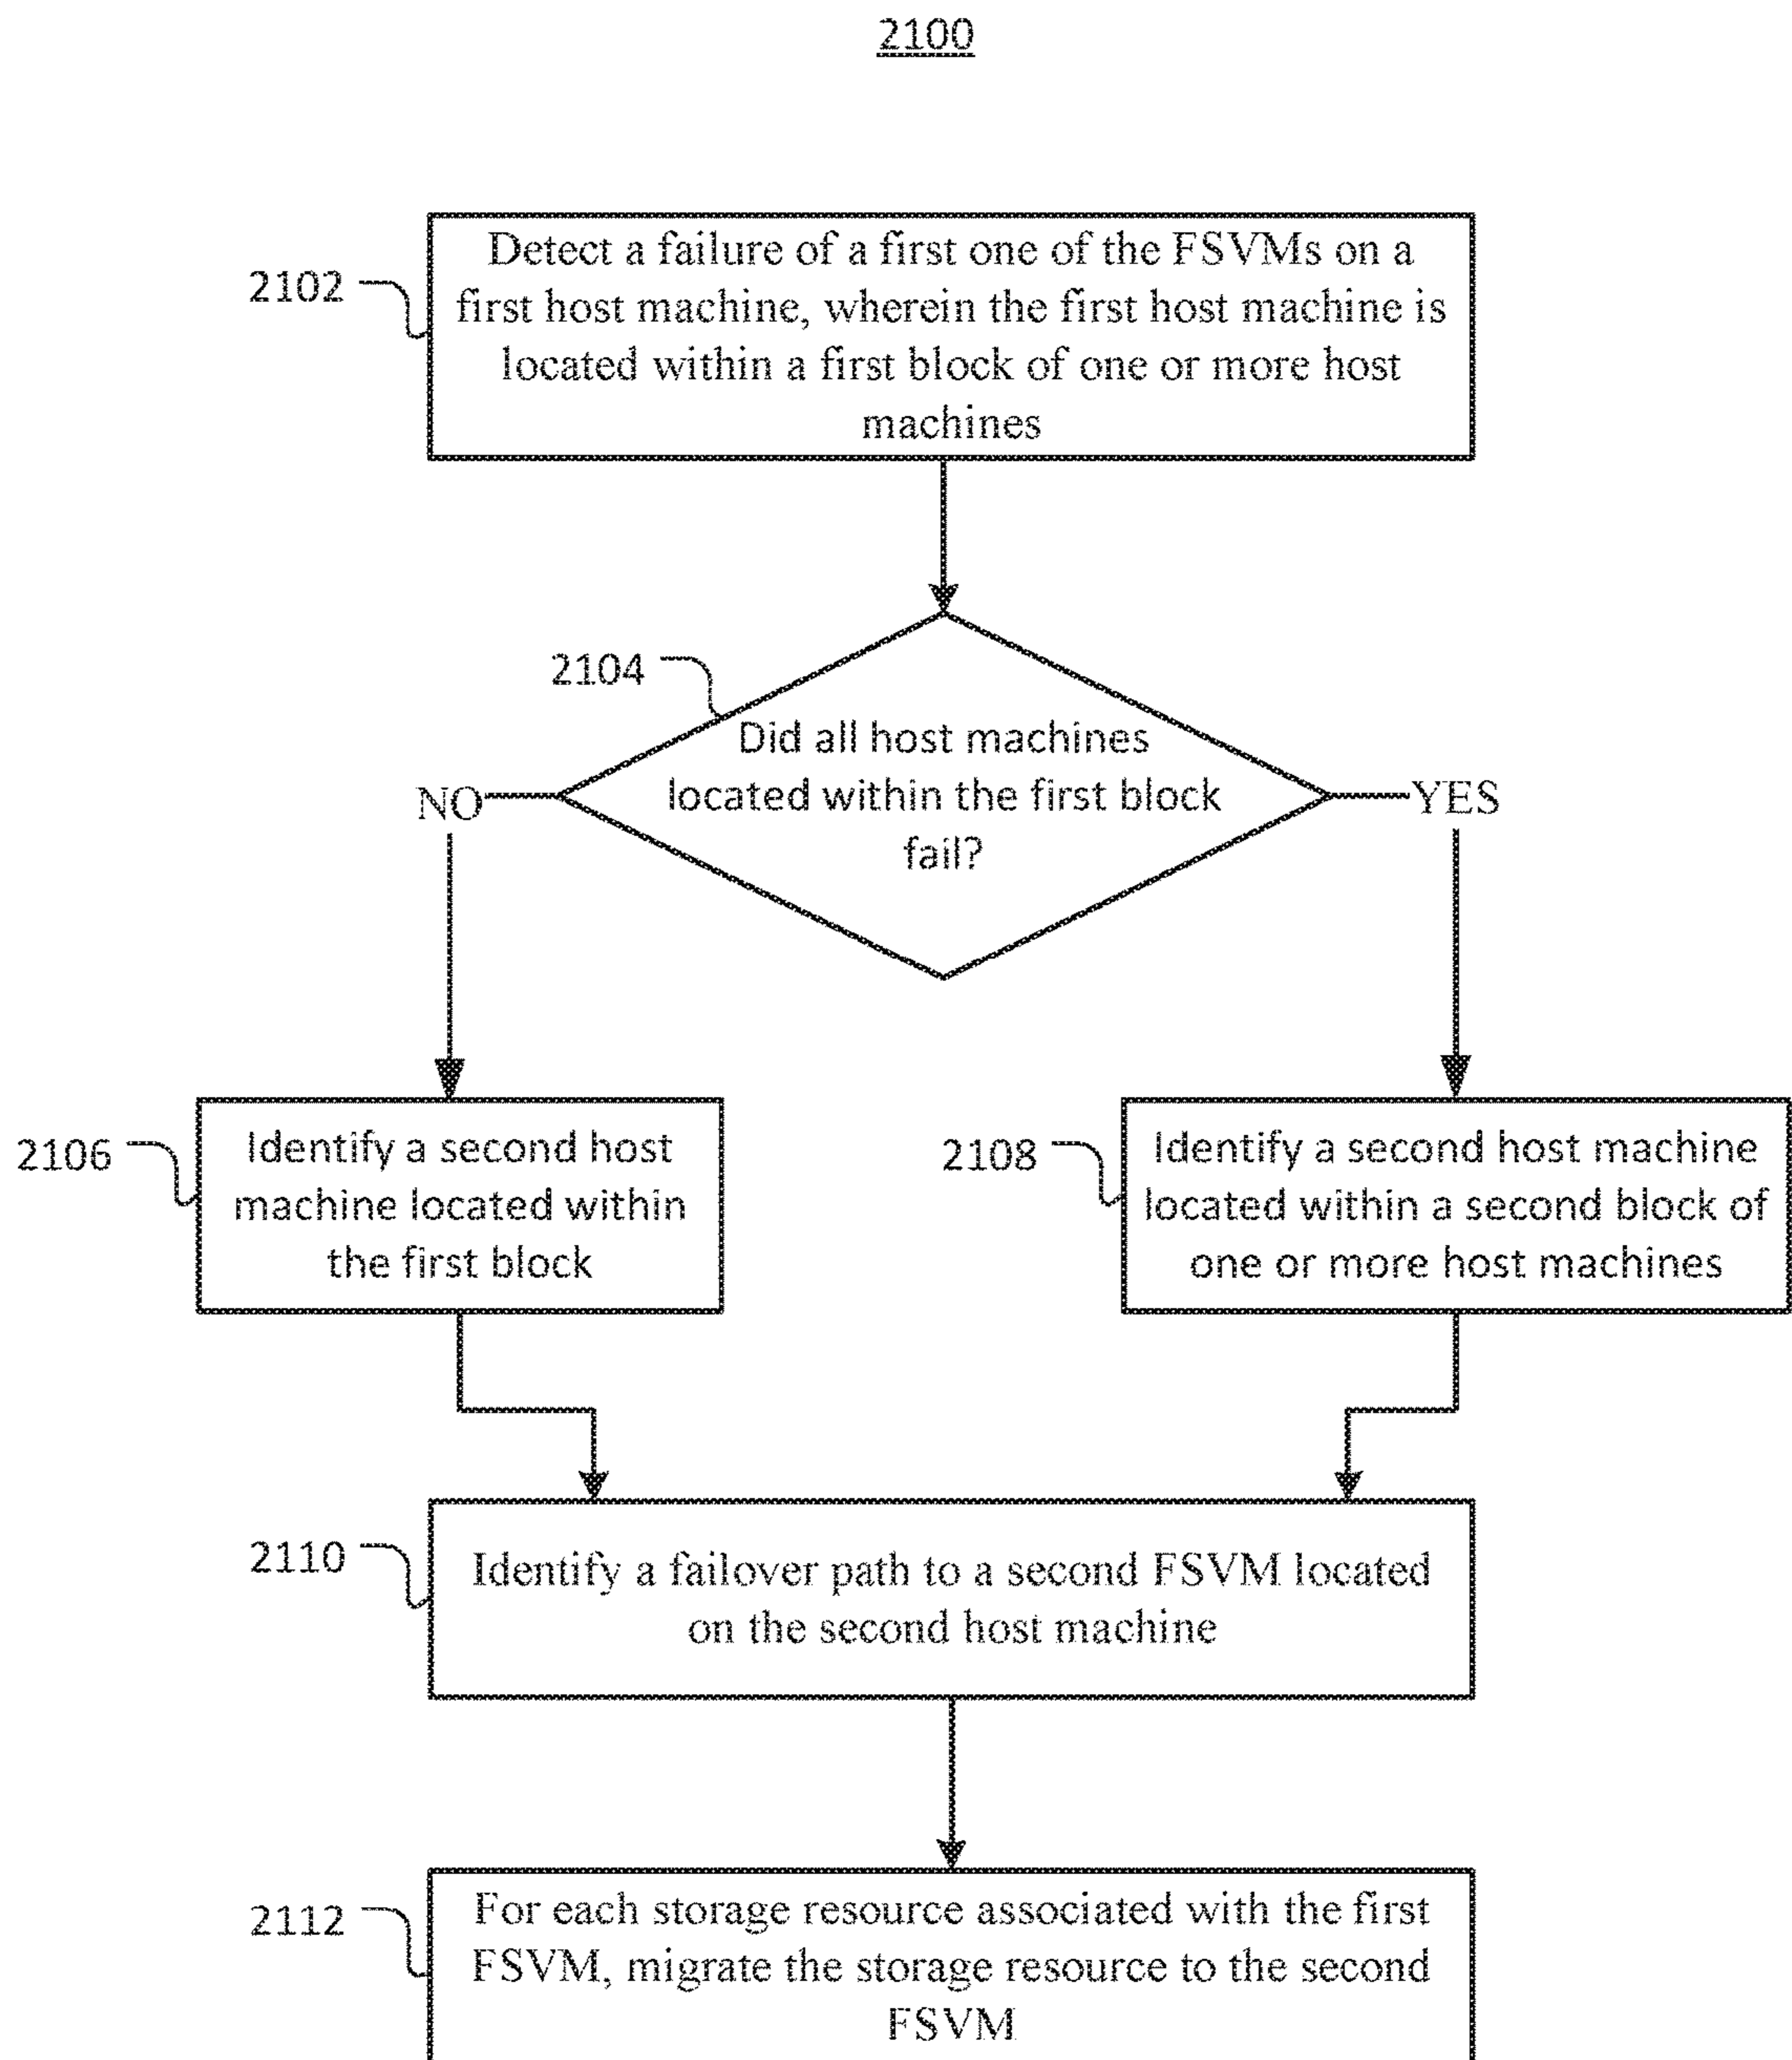 2100
2102
Detect a failure of a first one of the FSVMs on a
first host machine, wherein the first host machine is
located within a first block of one or more host
machines
2104
Did all host machines
located within the first block
fail?
NO
YES
2106
Identify a second host
machine located within
the first block
2108
Identify a second host machine
located within a second block of
one or more host machines
2110
Identify a failover path to a second FSVM located
on the second host machine
2112
For each storage resource associated with the first
FSVM, migrate the storage resource to the second
FSVM